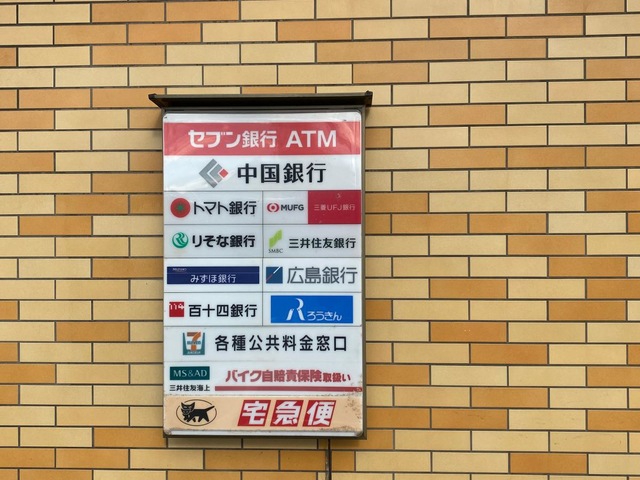 セブン銀行 ATM
中国銀行
トマト銀行
MUFG 三菱UFJ銀行
りそな銀行
SMBC 三井住友銀行
みずほ銀行
広島銀行
114 百十四銀行
R ろうきん
7 各種公共料金窓口
MS&AD
三井住友海上
バイク自賠責保険取扱い
宅急便